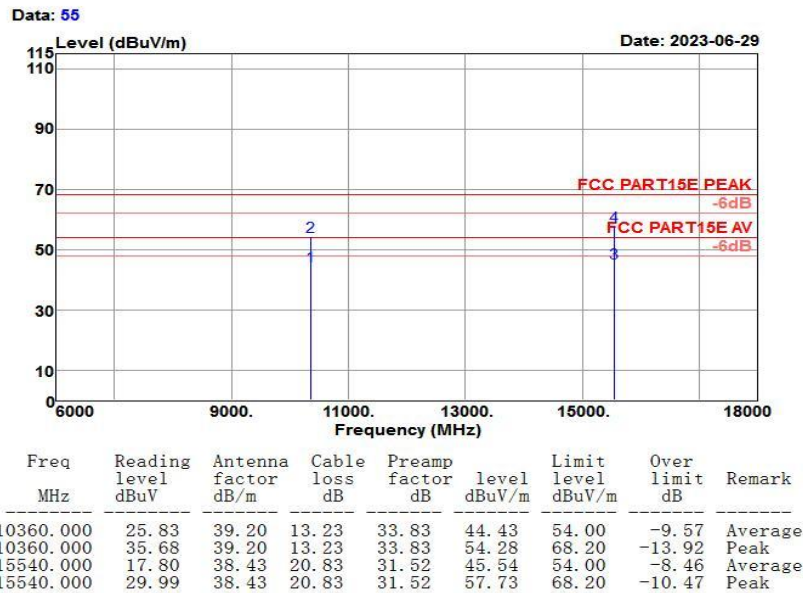 Data: 55
Level (dBuV/m) Date: 2023-06-29
115
110
90
70
50
30
10
0
FCC PART15E PEAK
-6dB
FCC PART15E AV
-6dB
2
1
4
3
6000 9000. 11000. 13000. 15000. 18000
Frequency (MHz)
Freq Reading Antenna Cable Preamp Limit Over
level factor loss factor level level limit Remark
MHz dBuV dB/m dB dB dBuV/m dBuV/m dB
-------- ------- -------- ------- ------- ------- ------- -------- -------
10360.000 25.83 39.20 13.23 33.83 44.43 54.00 -9.57 Average
10360.000 35.68 39.20 13.23 33.83 54.28 68.20 -13.92 Peak
15540.000 17.80 38.43 20.83 31.52 45.54 54.00 -8.46 Average
15540.000 29.99 38.43 20.83 31.52 57.73 68.20 -10.47 Peak